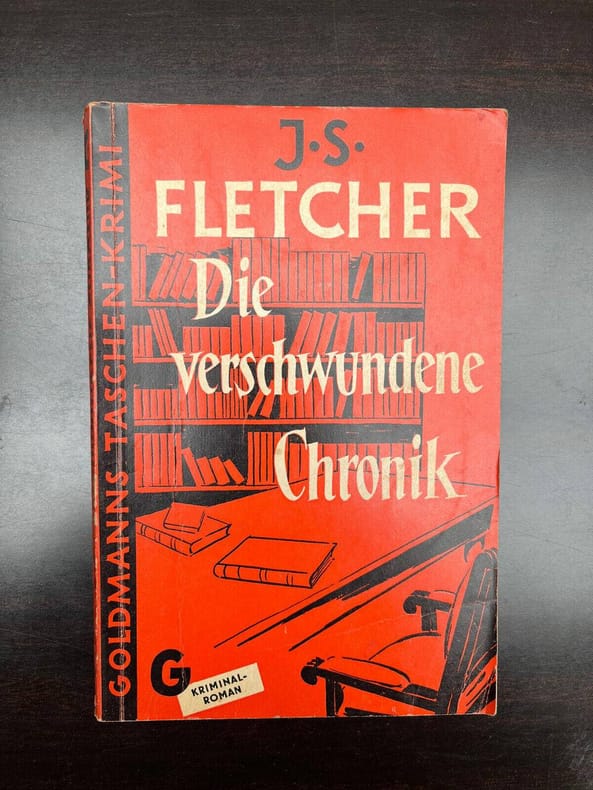 J·S·
FLETCHER
Die
verschwundene
Chronik
GOLDMANNS TASCHEN-KRIMI
G
KRIMINAL-
ROMAN